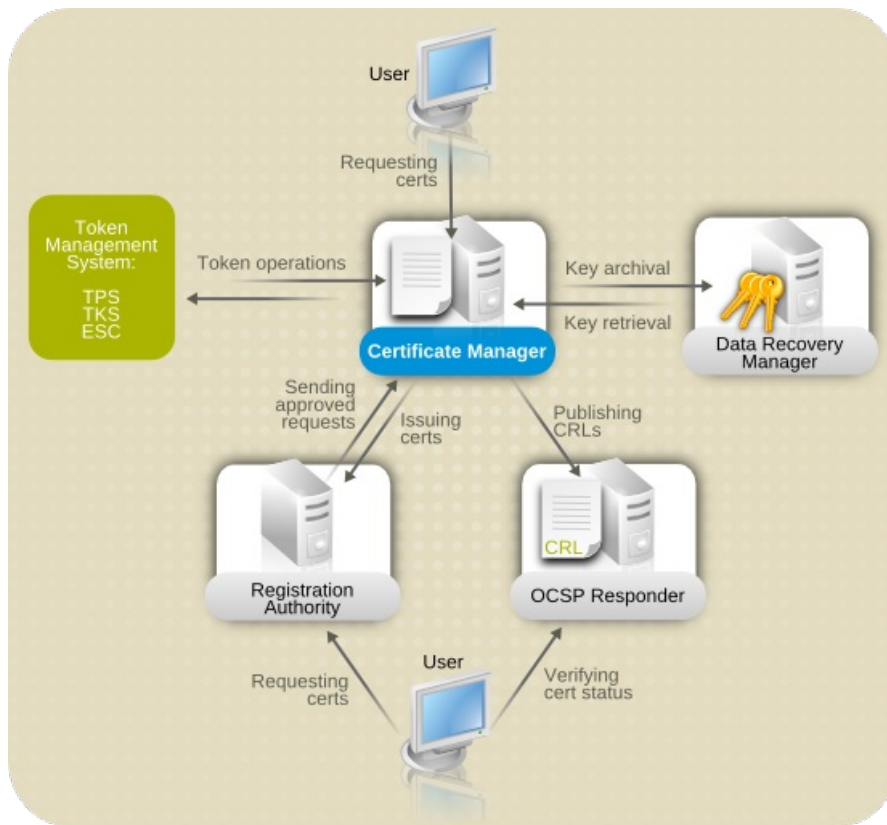 User
Requesting
certs
Token
Management
System:
TPS
TKS
ESC
Token operations
Key archival
Key retrieval
Certificate Manager
Data Recovery
Manager
Sending
approved
requests
Issuing
certs
Publishing
CRLs
CRL
Registration
Authority
OCSP Responder
User
Requesting
certs
Verifying
cert status